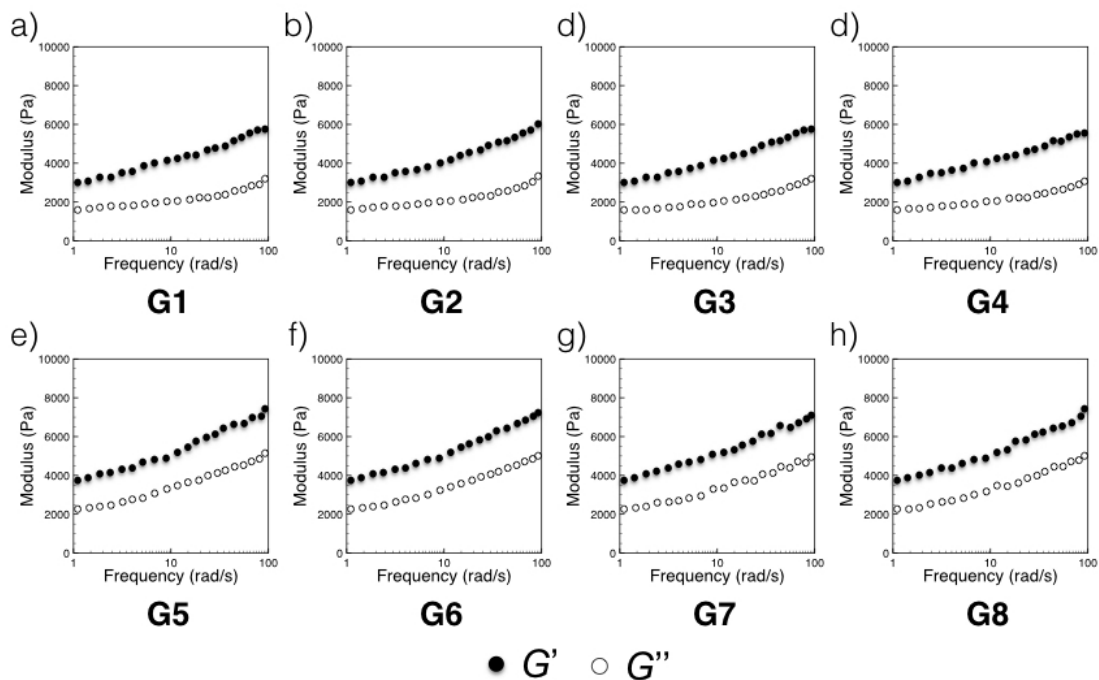 a) b) d) d)
10000 10000 10000 10000
8000 8000 8000 8000
6000 6000 6000 6000
4000 4000 4000 4000
2000 2000 2000 2000
0 0 0 0
Modulus (Pa) Modulus (Pa) Modulus (Pa) Modulus (Pa)
1 10 100 1 10 100 1 10 100 1 10 100
Frequency (rad/s) Frequency (rad/s) Frequency (rad/s) Frequency (rad/s)
G1 G2 G3 G4
e) f) g) h)
10000 10000 10000 10000
8000 8000 8000 8000
6000 6000 6000 6000
4000 4000 4000 4000
2000 2000 2000 2000
0 0 0 0
Modulus (Pa) Modulus (Pa) Modulus (Pa) Modulus (Pa)
1 10 100 1 10 100 1 10 100 1 10 100
Frequency (rad/s) Frequency (rad/s) Frequency (rad/s) Frequency (rad/s)
G5 G6 G7 G8
G' G''